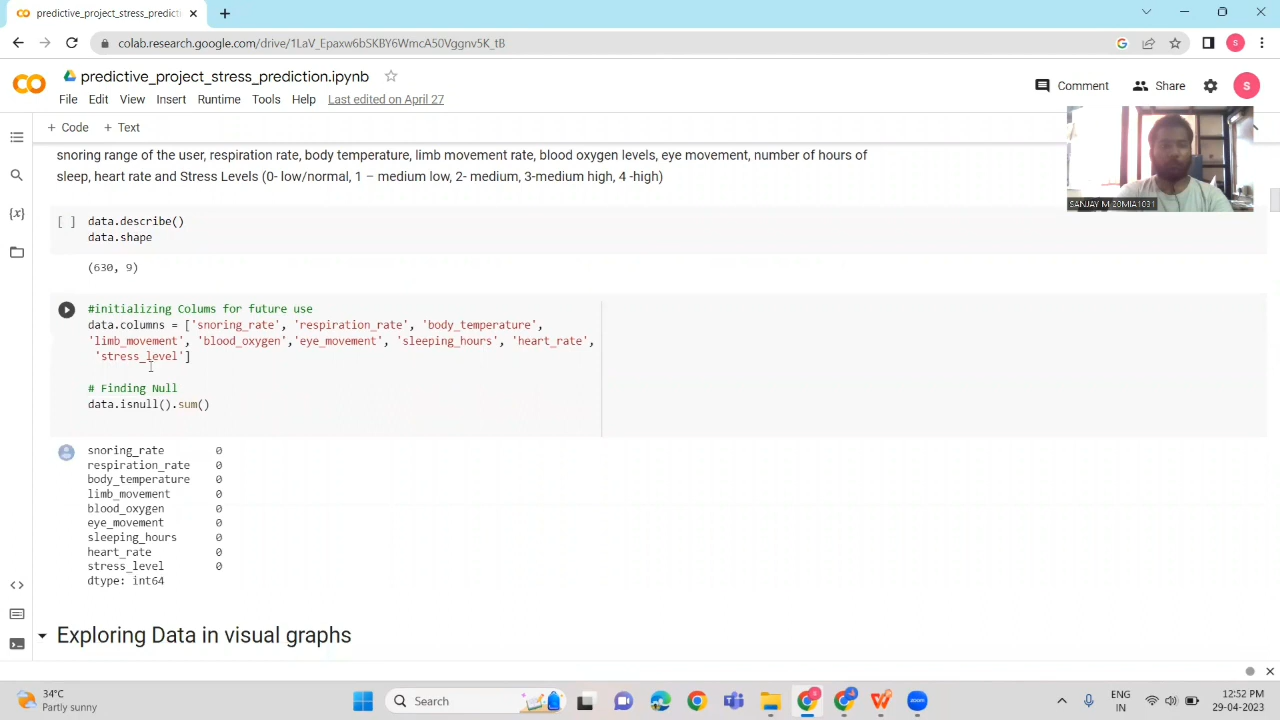 predictive_project_stress_predicti
colab.research.google.com/drive/1LaV_Epaxw6bSKBY6WmcA50Vggnv5K_tB
S
predictive_project_stress_prediction.ipynb
Comment
Share
S
File Edit View Insert Runtime Tools Help Last edited on April 27
+ Code + Text
snoring range of the user, respiration rate, body temperature, limb movement rate, blood oxygen levels, eye movement, number of hours of
sleep, heart rate and Stress Levels (0- low/normal, 1 – medium low, 2- medium, 3-medium high, 4 -high)
SANJAY M 20MIA1031
{x}
[ ] data.describe()
data.shape
(630, 9)
#initializing Colums for future use
data.columns = ['snoring_rate', 'respiration_rate', 'body_temperature',
'limb_movement', 'blood_oxygen','eye_movement', 'sleeping_hours', 'heart_rate',
'stress_level']
# Finding Null
data.isnull().sum()
snoring_rate 0
respiration_rate 0
body_temperature 0
limb_movement 0
blood_oxygen 0
eye_movement 0
sleeping_hours 0
heart_rate 0
stress_level 0
dtype: int64
Exploring Data in visual graphs
34°C
Partly sunny
Search
zoom
ENG
IN
12:52 PM
29-04-2023